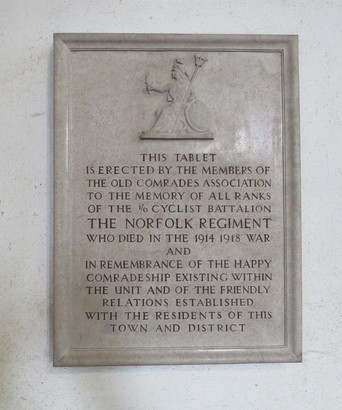 THIS TABLET
IS ERECTED BY THE MEMBERS OF
THE OLD COMRADES ASSOCIATION
TO THE MEMORY OF ALL RANKS
OF THE 1/6 CYCLIST BATTALION
THE NORFOLK REGIMENT
WHO DIED IN THE 1914 1918 WAR
AND
IN REMEMBRANCE OF THE HAPPY
COMRADESHIP EXISTING WITHIN
THE UNIT AND OF THE FRIENDLY
RELATIONS ESTABLISHED
WITH THE RESIDENTS OF THIS
TOWN AND DISTRICT